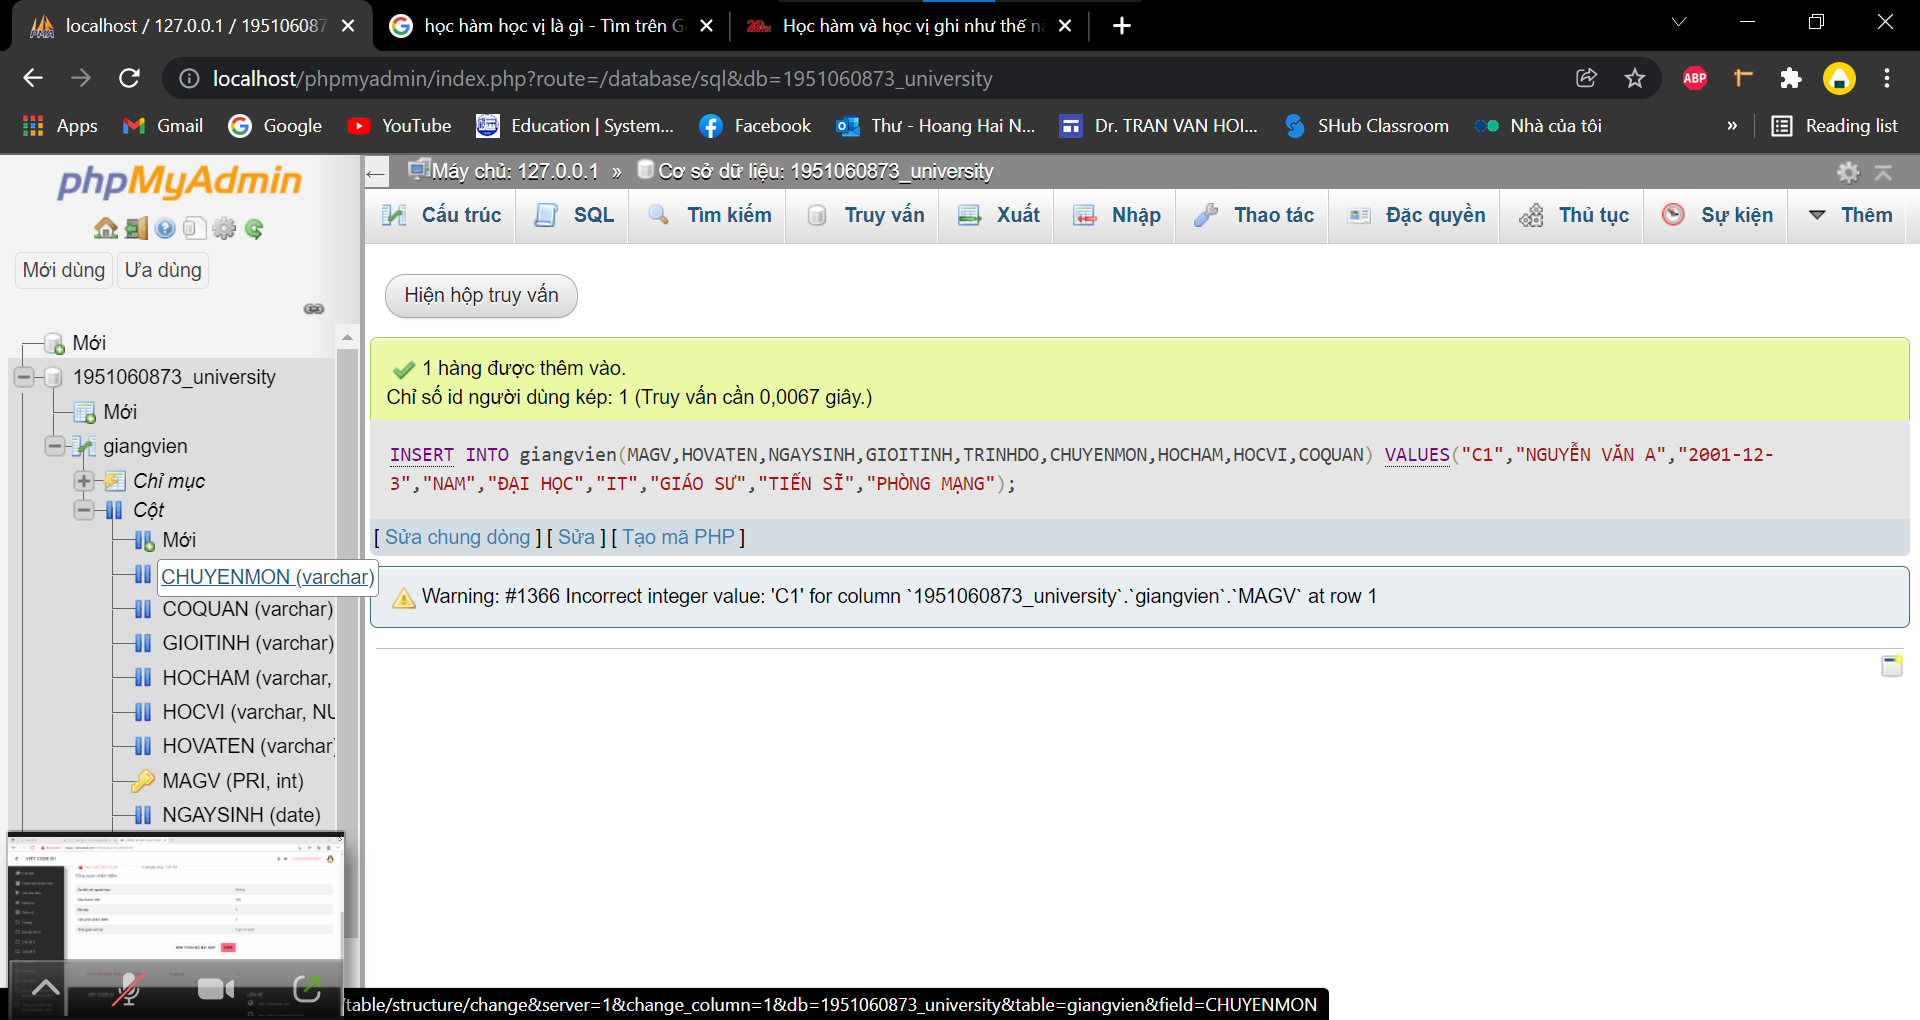 localhost / 127.0.0.1 / 195106087
học hàm học vị là gì - Tìm trên G
Học hàm và học vị ghi như thế n
localhost/phpmyadmin/index.php?route=/database/sql&db=1951060873_university
ABP
Apps
Gmail
Google
YouTube
Education | System...
Facebook
Thư - Hoang Hai N...
Dr. TRAN VAN HOI...
SHub Classroom
Nhà của tôi
»
Reading list
phpMyAdmin
Máy chủ: 127.0.0.1 » Cơ sở dữ liệu: 1951060873_university
Cấu trúc
SQL
Tìm kiếm
Truy vấn
Xuất
Nhập
Thao tác
Đặc quyền
Thủ tục
Sự kiện
Thêm
Mới dùng
Ưa dùng
Mới
1951060873_university
Mới
giangvien
Chỉ mục
Cột
Mới
CHUYENMON (varchar)
COQUAN (varchar)
GIOITINH (varchar)
HOCHAM (varchar,
HOCVI (varchar, NU
HOVATEN (varchar)
MAGV (PRI, int)
NGAYSINH (date)
Hiện hộp truy vấn
1 hàng được thêm vào.
Chỉ số id người dùng kép: 1 (Truy vấn cần 0,0067 giây.)
INSERT INTO giangvien(MAGV,HOVATEN,NGAYSINH,GIOITINH,TRINHDO,CHUYENMON,HOCHAM,HOCVI,COQUAN) VALUES("C1","NGUYỄN VĂN A","2001-12-
3","NAM","ĐẠI HỌC","IT","GIÁO SƯ","TIẾN SĨ","PHÒNG MẠNG");
[ Sửa chung dòng ] [ Sửa ] [ Tạo mã PHP ]
Warning: #1366 Incorrect integer value: 'C1' for column `1951060873_university`.`giangvien`.`MAGV` at row 1
/table/structure/change&server=1&change_column=1&db=1951060873_university&table=giangvien&field=CHUYENMON